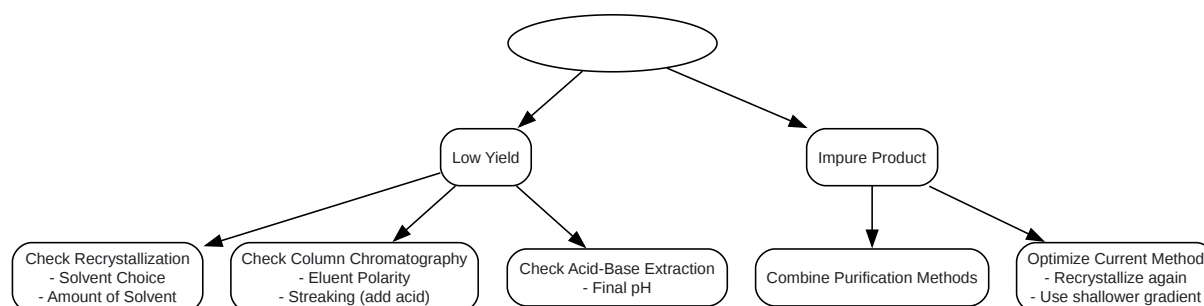 Low Yield
Impure Product
Check Recrystallization
- Solvent Choice
- Amount of Solvent
Check Column Chromatography
- Eluent Polarity
- Streaking (add acid)
Check Acid-Base Extraction
- Final pH
Combine Purification Methods
Optimize Current Method
- Recrystallize again
- Use shallower gradient